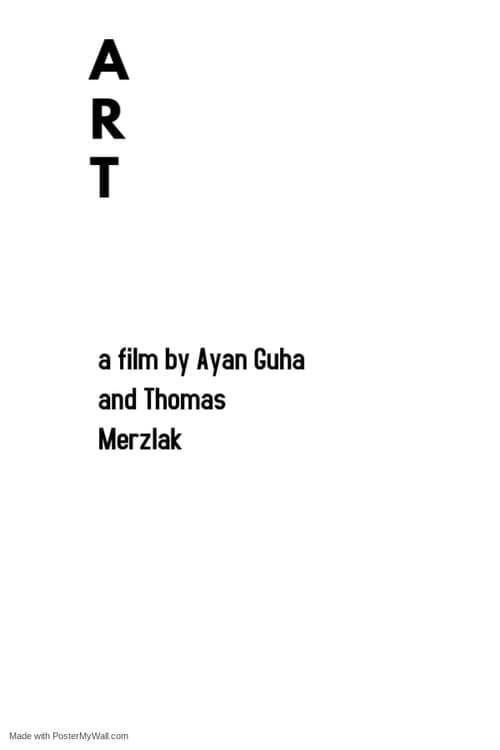 A
R
T
a film by Ayan Guha
and Thomas
Merzlak
Made with PosterMyWall.com